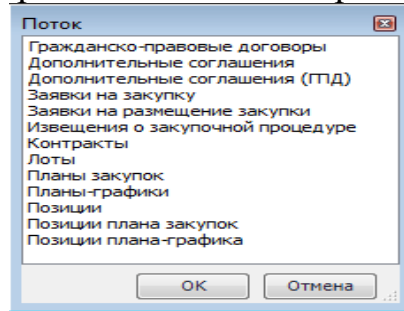 Поток
Гражданско-правовые договоры
Дополнительные соглашения
Дополнительные соглашения (ГПД)
Заявки на закупку
Заявки на размещение закупки
Извещения о закупочной процедуре
Контракты
Лоты
Планы закупок
Планы-графики
Позиции
Позиции плана закупок
Позиции плана-графика
ОК
Отмена